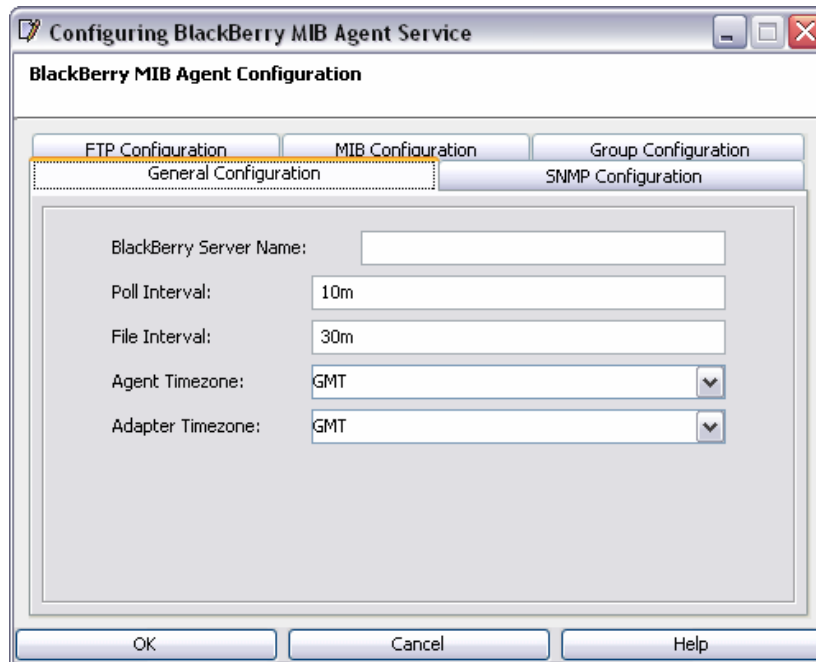 Configuring BlackBerry MIB Agent Service
BlackBerry MIB Agent Configuration
FTP Configuration MIB Configuration Group Configuration
General Configuration SNMP Configuration
BlackBerry Server Name:
Poll Interval: 10m
File Interval: 30m
Agent Timezone: GMT
Adapter Timezone: GMT
OK Cancel Help